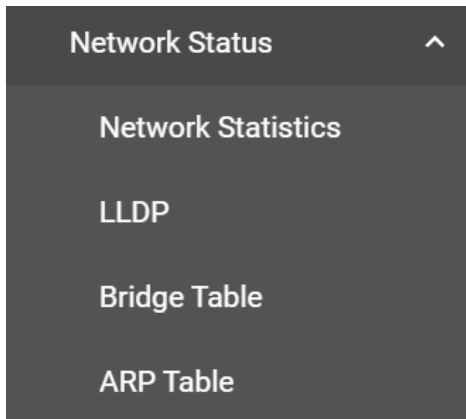 Network Status
Network Statistics
LLDP
Bridge Table
ARP Table